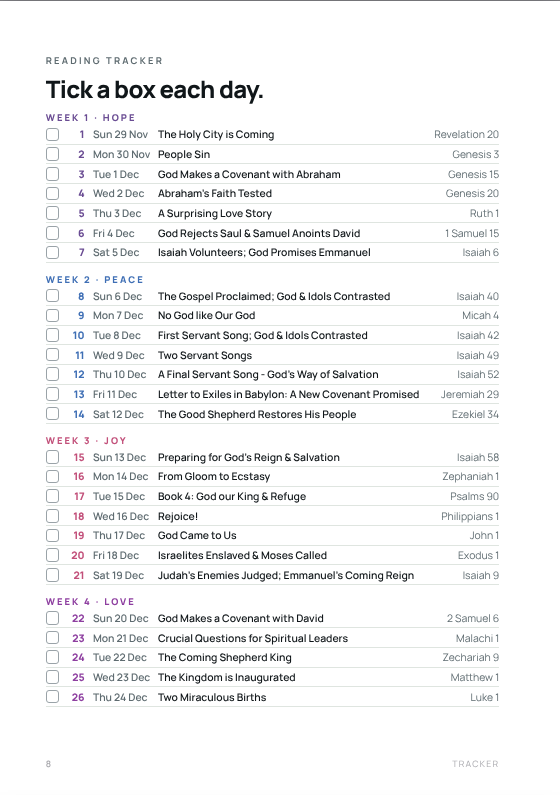 READING TRACKER
Tick a box each day.
WEEK 1 · HOPE
1 Sun 29 Nov The Holy City is Coming Revelation 20
2 Mon 30 Nov People Sin Genesis 3
3 Tue 1 Dec God Makes a Covenant with Abraham Genesis 15
4 Wed 2 Dec Abraham's Faith Tested Genesis 20
5 Thu 3 Dec A Surprising Love Story Ruth 1
6 Fri 4 Dec God Rejects Saul & Samuel Anoints David 1 Samuel 15
7 Sat 5 Dec Isaiah Volunteers; God Promises Emmanuel Isaiah 6
WEEK 2 · PEACE
8 Sun 6 Dec The Gospel Proclaimed; God & Idols Contrasted Isaiah 40
9 Mon 7 Dec No God like Our God Micah 4
10 Tue 8 Dec First Servant Song; God & Idols Contrasted Isaiah 42
11 Wed 9 Dec Two Servant Songs Isaiah 49
12 Thu 10 Dec A Final Servant Song - God's Way of Salvation Isaiah 52
13 Fri 11 Dec Letter to Exiles in Babylon: A New Covenant Promised Jeremiah 29
14 Sat 12 Dec The Good Shepherd Restores His People Ezekiel 34
WEEK 3 · JOY
15 Sun 13 Dec Preparing for God's Reign & Salvation Isaiah 58
16 Mon 14 Dec From Gloom to Ecstasy Zephaniah 1
17 Tue 15 Dec Book 4: God our King & Refuge Psalms 90
18 Wed 16 Dec Rejoice! Philippians 1
19 Thu 17 Dec God Came to Us John 1
20 Fri 18 Dec Israelites Enslaved & Moses Called Exodus 1
21 Sat 19 Dec Judah's Enemies Judged; Emmanuel's Coming Reign Isaiah 9
WEEK 4 · LOVE
22 Sun 20 Dec God Makes a Covenant with David 2 Samuel 6
23 Mon 21 Dec Crucial Questions for Spiritual Leaders Malachi 1
24 Tue 22 Dec The Coming Shepherd King Zechariah 9
25 Wed 23 Dec The Kingdom is Inaugurated Matthew 1
26 Thu 24 Dec Two Miraculous Births Luke 1
8 TRACKER